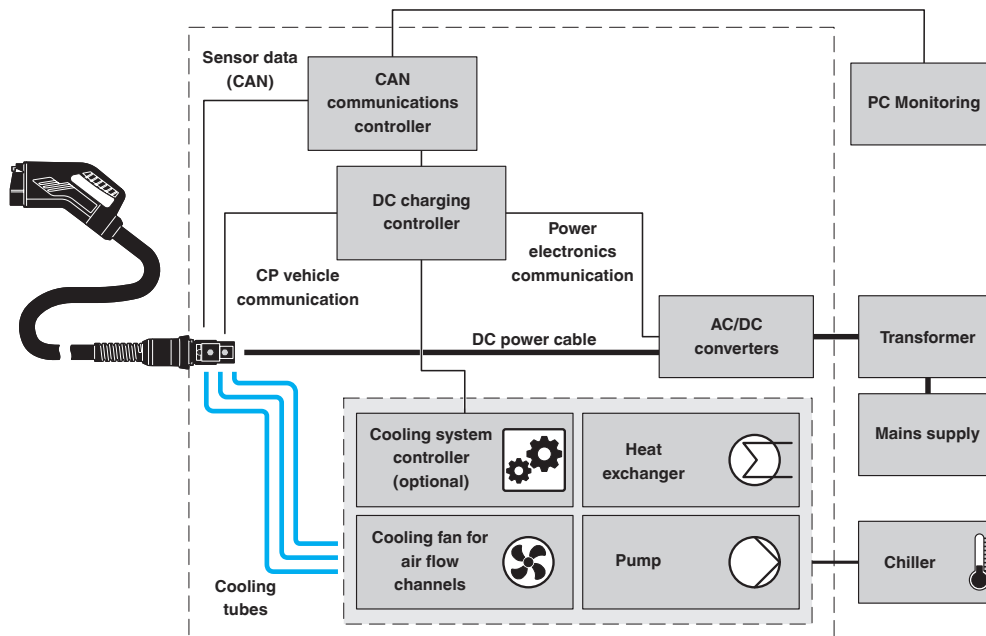 Sensor data
(CAN)
CAN
communications
controller
PC Monitoring
DC charging
controller
Power
electronics
communication
CP vehicle
communication
DC power cable
AC/DC
converters
Transformer
Mains supply
Cooling system
controller
(optional)
Heat
exchanger
Cooling fan for
air flow
channels
Pump
Chiller
Cooling
tubes